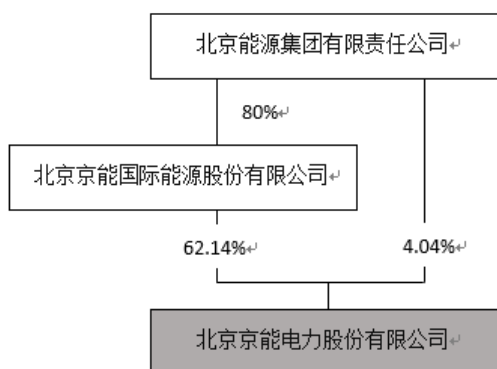 北京能源集团有限责任公司
80%
北京京能国际能源股份有限公司
62.14%
4.04%
北京京能电力股份有限公司